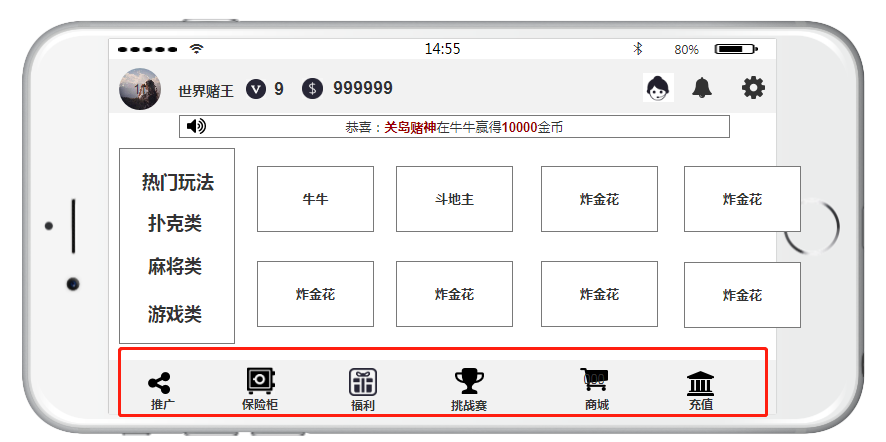 14:55
80%
世界赌王 V 9 $ 999999
恭喜：关岛赌神在牛牛赢得10000金币
热门玩法
扑克类
麻将类
游戏类
牛牛 斗地主 炸金花 炸金花
炸金花 炸金花 炸金花 炸金花
推广 保险柜 福利 挑战赛 商城 充值